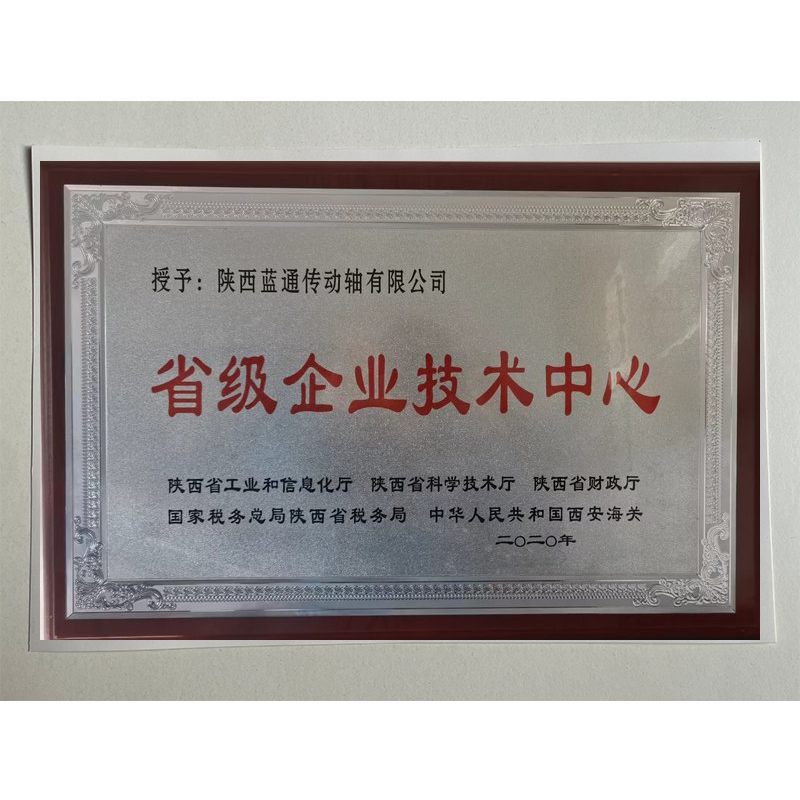 授予：陕西蓝通传动轴有限公司
省级企业技术中心
陕西省工业和信息化厅 陕西省科学技术厅 陕西省财政厅
国家税务总局陕西省税务局 中华人民共和国西安海关
二〇二〇年